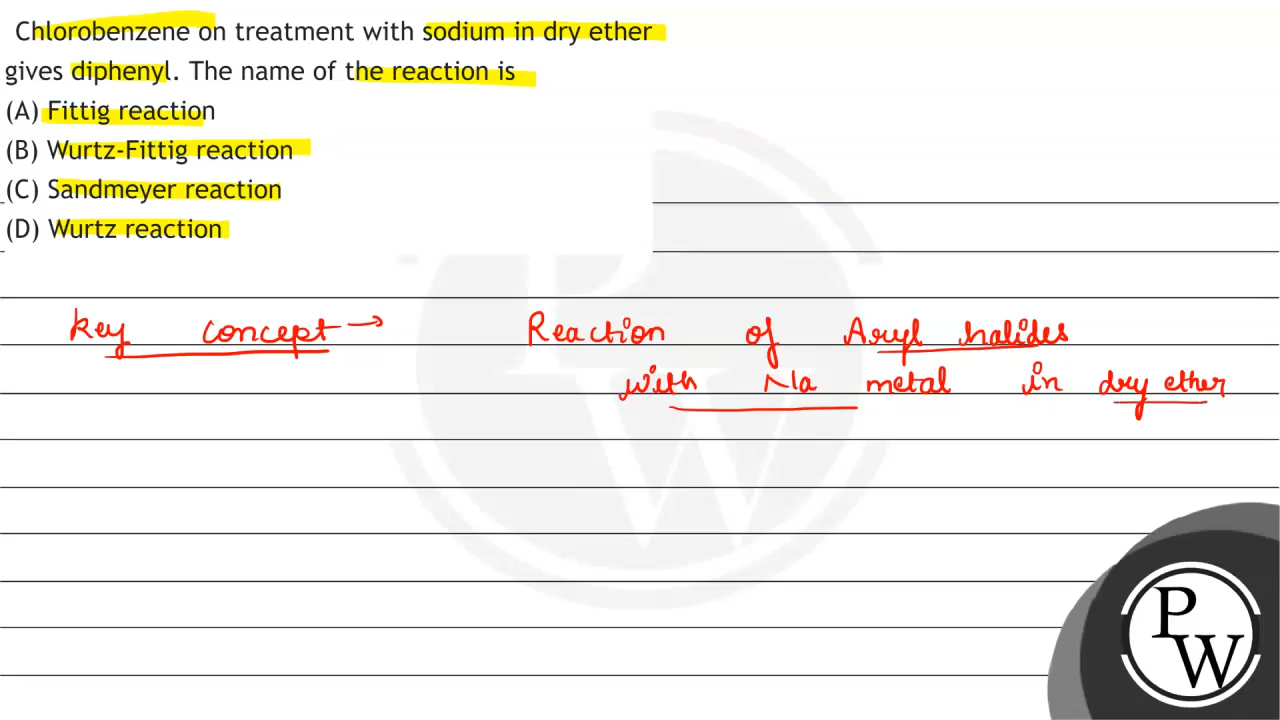 Chlorobenzene on treatment with sodium in dry ether
gives diphenyl. The name of the reaction is
(A) Fittig reaction
(B) Wurtz-Fittig reaction
(C) Sandmeyer reaction
(D) Wurtz reaction
key concept → Reaction of Aryl halides
with Na metal in dry ether
PW
PW